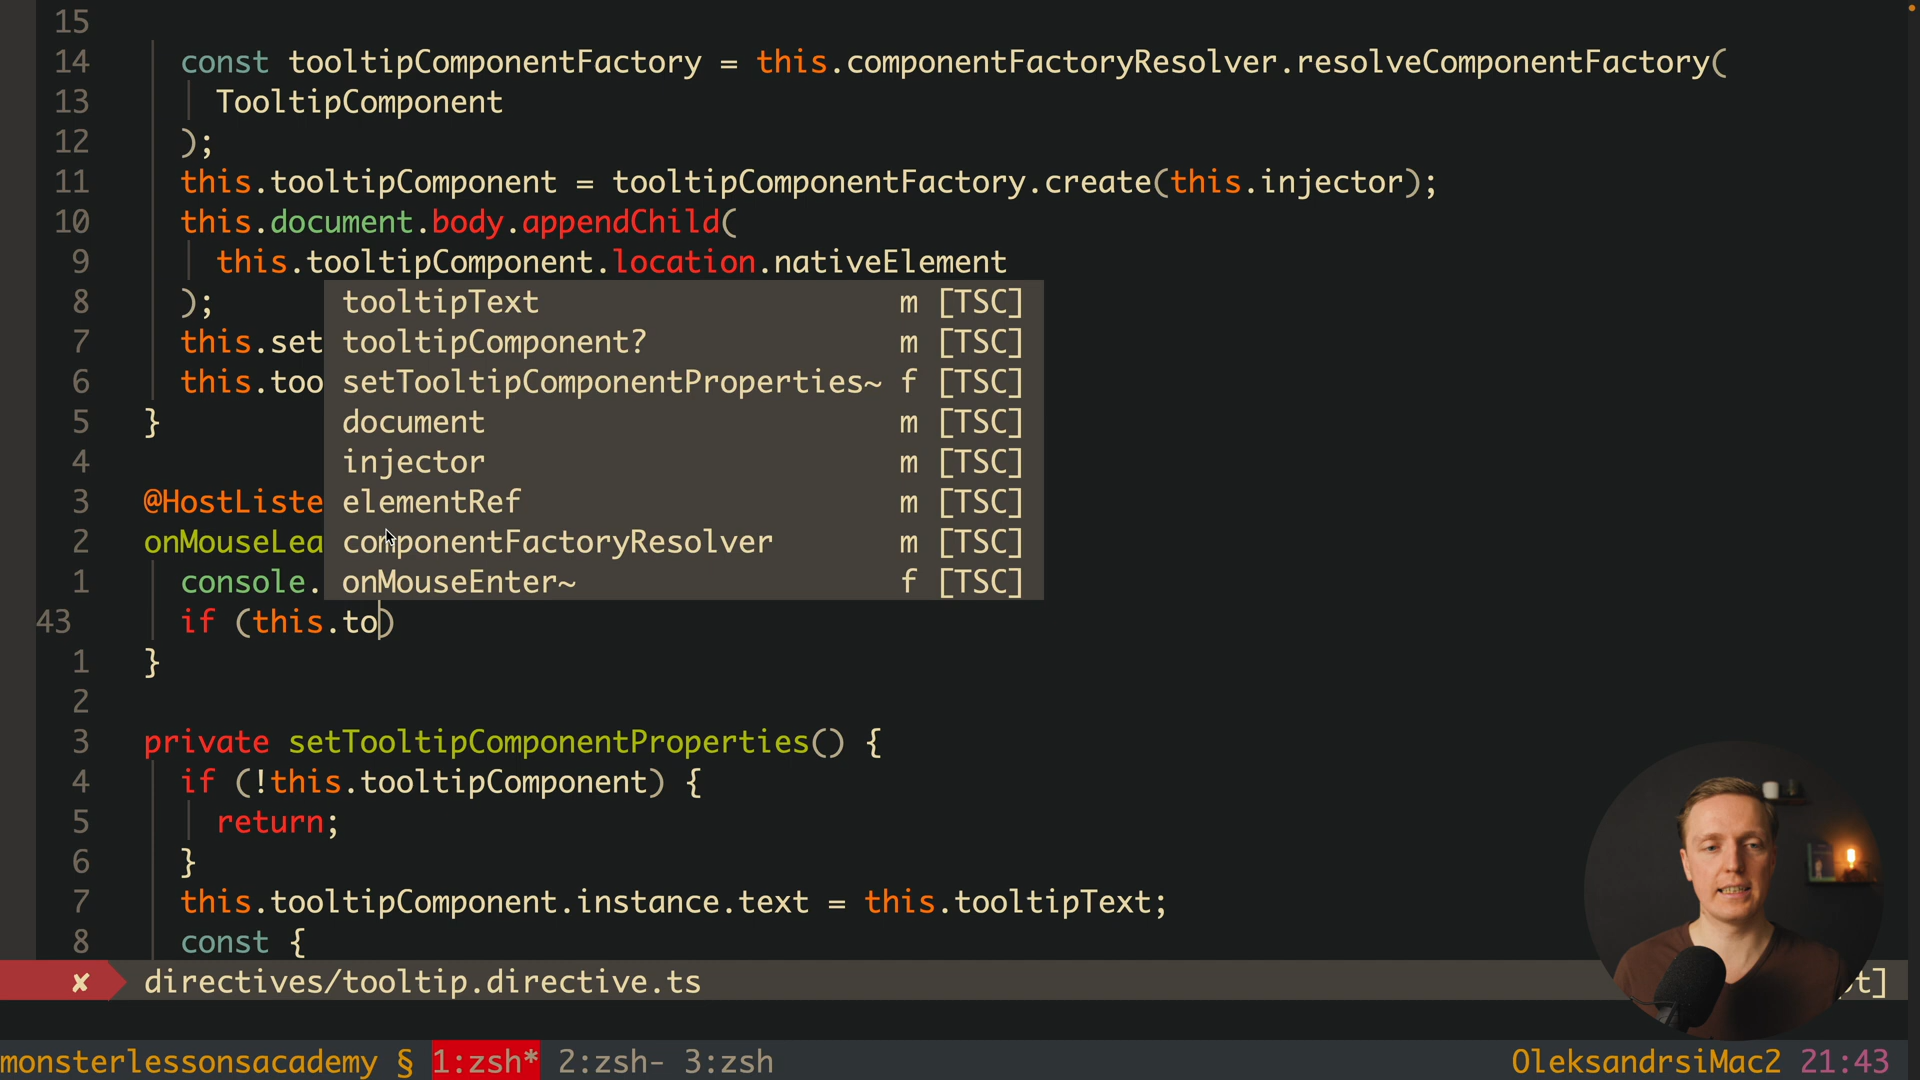 15
14 const tooltipComponentFactory = this.componentFactoryResolver.resolveComponentFactory(
13 TooltipComponent
12 );
11 this.tooltipComponent = tooltipComponentFactory.create(this.injector);
10 this.document.body.appendChild(
9 this.tooltipComponent.location.nativeElement
8 ); tooltipText m [TSC]
7 this.set tooltipComponent? m [TSC]
6 this.too setTooltipComponentProperties~ f [TSC]
5 } document m [TSC]
4 injector m [TSC]
3 @HostListe elementRef m [TSC]
2 onMouseLea componentFactoryResolver m [TSC]
1 console. onMouseEnter~ f [TSC]
43 if (this.to)
1 }
2
3 private setTooltipComponentProperties() {
4 if (!this.tooltipComponent) {
5 return;
6 }
7 this.tooltipComponent.instance.text = this.tooltipText;
8 const {
✘ directives/tooltip.directive.ts t]
monsterlessonsacademy § 1:zsh* 2:zsh- 3:zsh OleksandrsiMac2 21:43